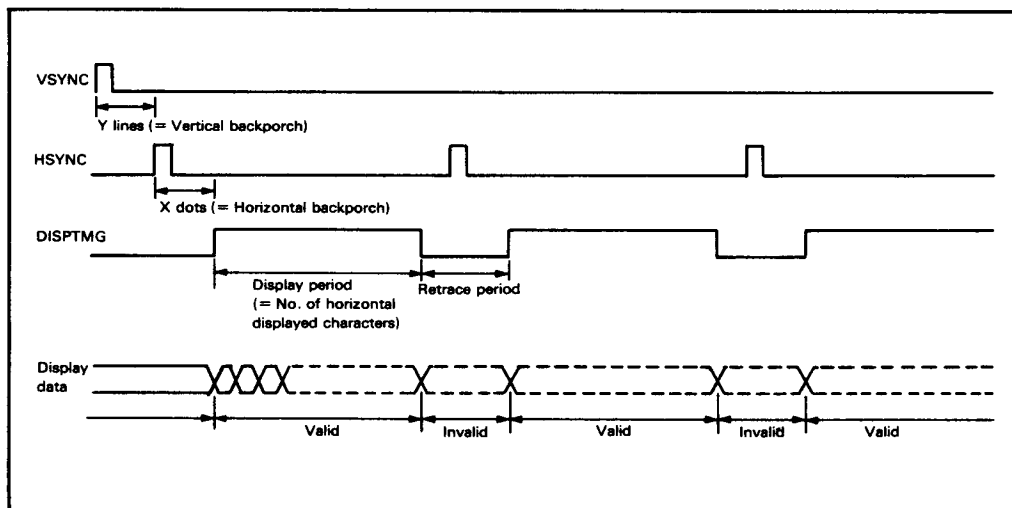 VSYNC
Y lines (= Vertical backporch)
HSYNC
X dots (= Horizontal backporch)
DISPTMG
Display period
(= No. of horizontal
displayed characters)
Retrace period
Display
data
Valid
Invalid
Valid
Invalid
Valid